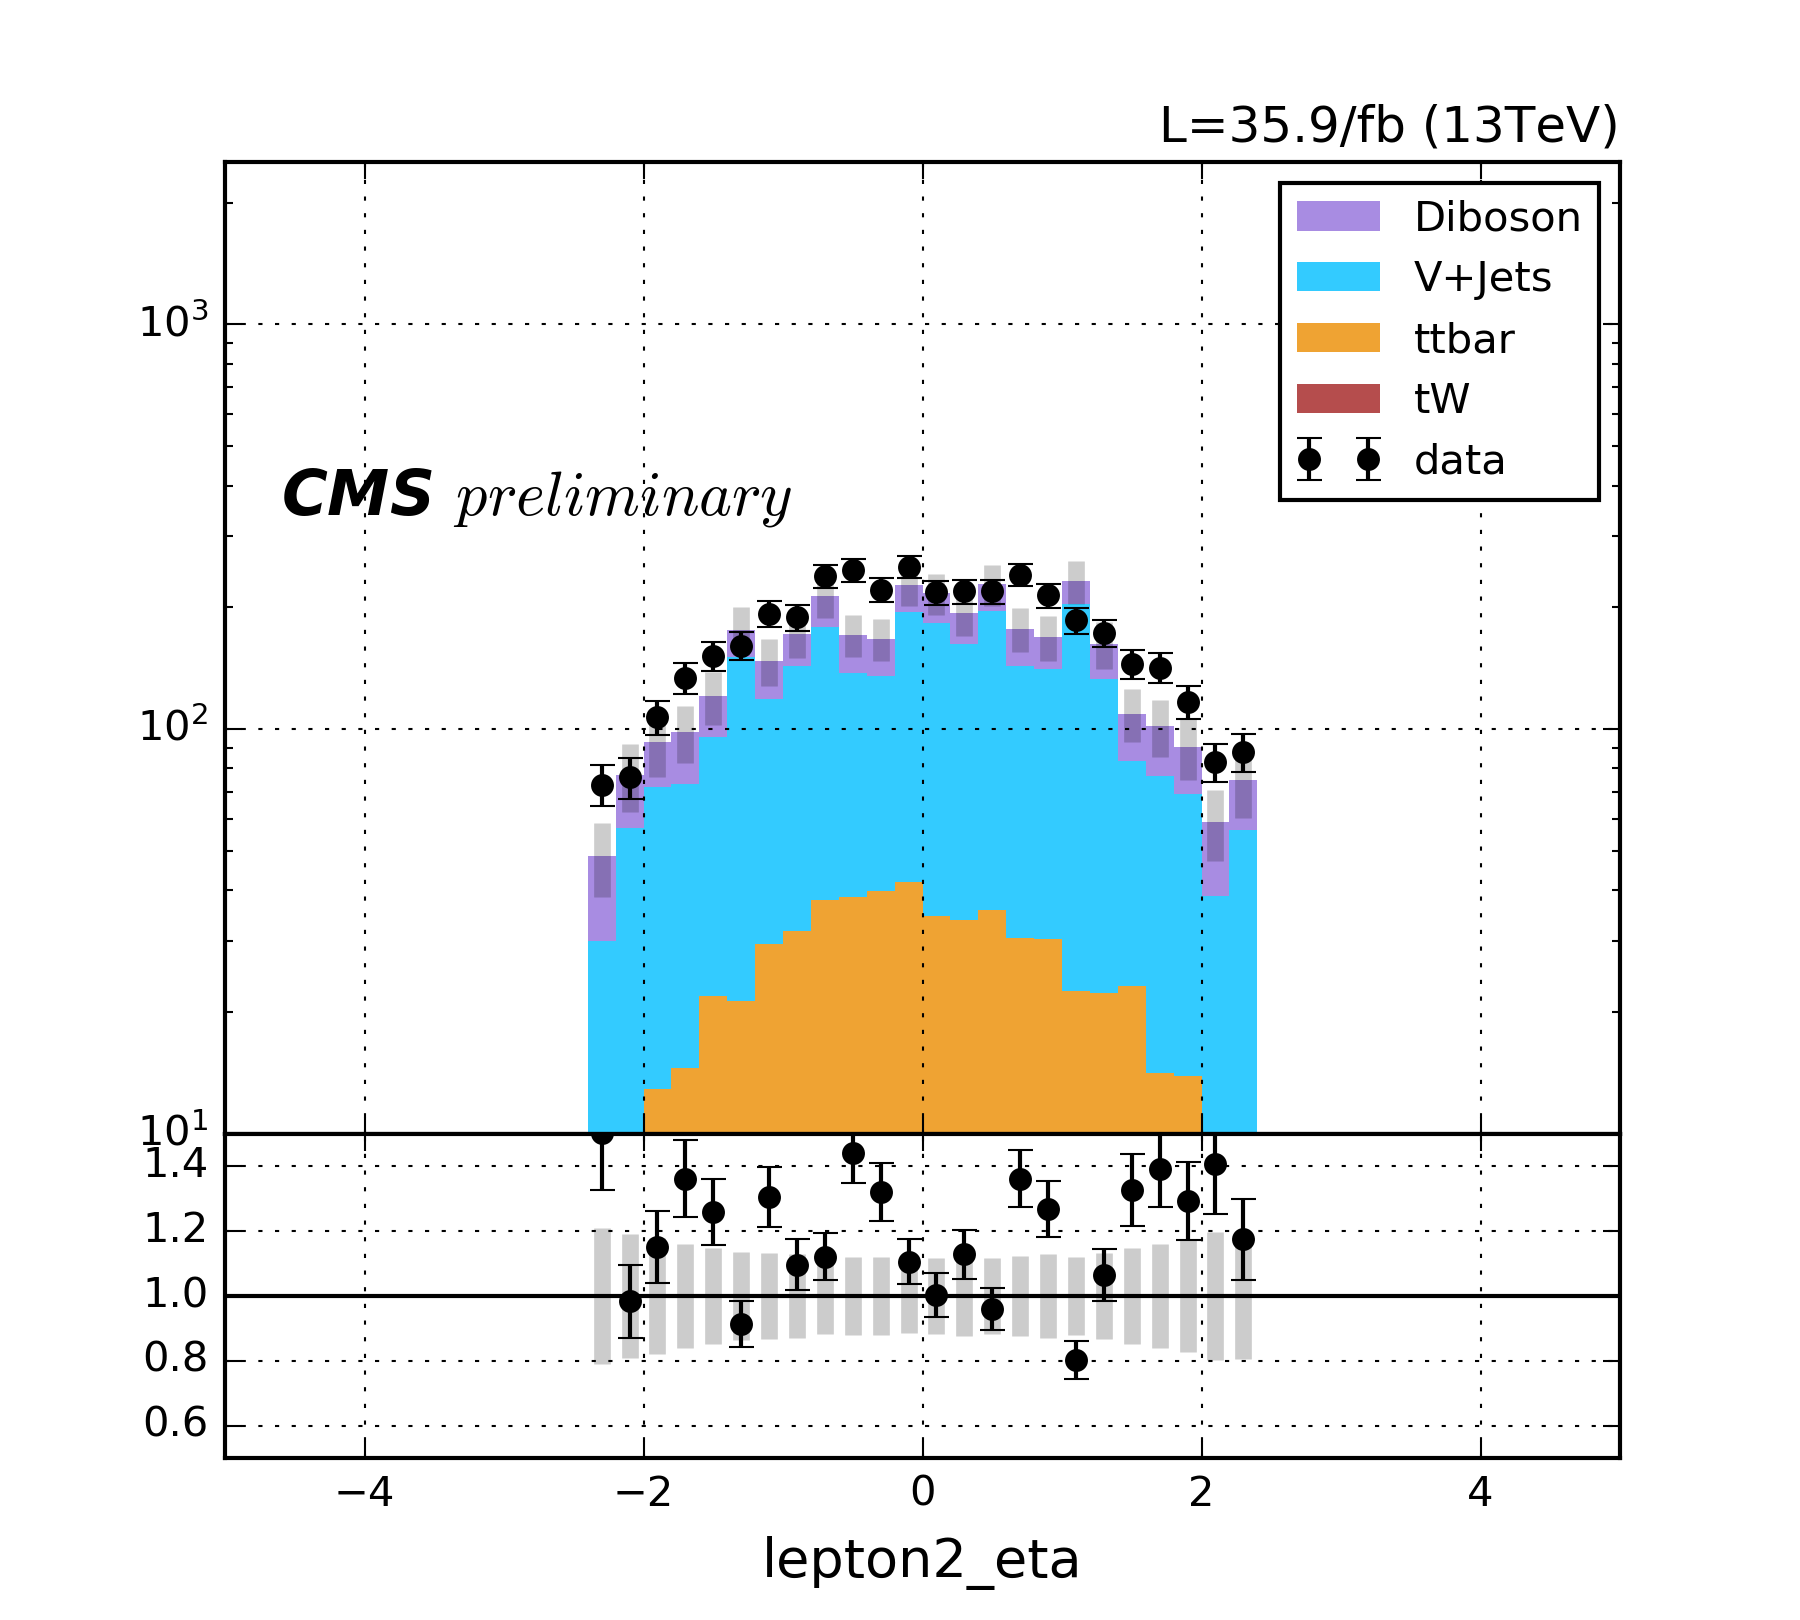 L=35.9/fb (13TeV)
Diboson
V+Jets
ttbar
tW
data
CMS preliminary
10³
10²
10¹
1.4
1.2
1.0
0.8
0.6
−4 −2 0 2 4
lepton2_eta